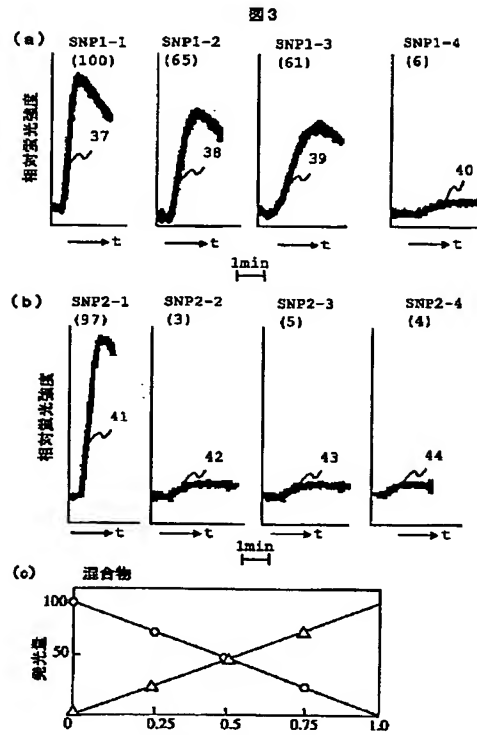 図3
(a)
SNP1-1 SNP1-2 SNP1-3 SNP1-4
(100) (65) (61) (6)
相対蛍光強度
37 38 39 40
t t t t
1min
(b)
SNP2-1 SNP2-2 SNP2-3 SNP2-4
(97) (3) (5) (4)
相対蛍光強度
41 42 43 44
t t t t
1min
(c) 混合物
発光量
100
50
0 0.25 0.5 0.75 1.0